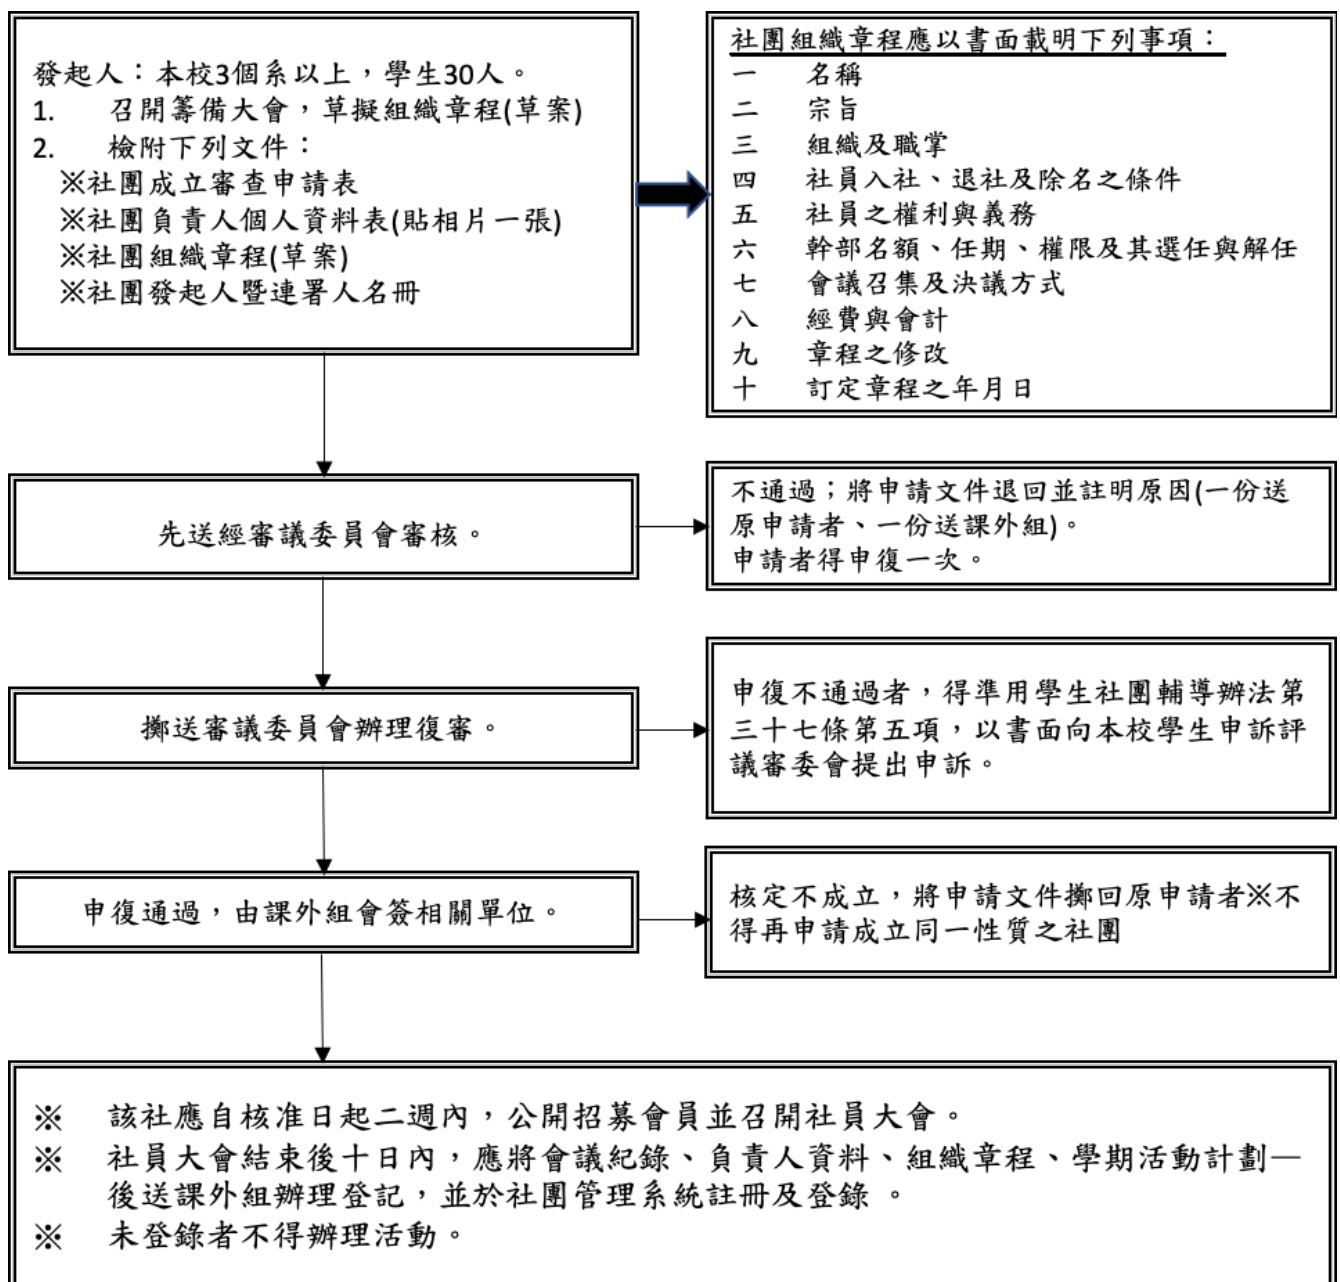 發起人：本校3個系以上，學生30人。
1. 召開籌備大會，草擬組織章程(草案)
2. 檢附下列文件：
※社團成立審查申請表
※社團負責人個人資料表(貼相片一張)
※社團組織章程(草案)
※社團發起人暨連署人名冊
社團組織章程應以書面載明下列事項：
一 名稱
二 宗旨
三 組織及職掌
四 社員入社、退社及除名之條件
五 社員之權利與義務
六 幹部名額、任期、權限及其選任與解任
七 會議召集及決議方式
八 經費與會計
九 章程之修改
十 訂定章程之年月日
先送經審議委員會審核。
不通過；將申請文件退回並註明原因(一份送
原申請者、一份送課外組)。
申請者得申復一次。
擲送審議委員會辦理復審。
申復不通過者，得準用學生社團輔導辦法第
三十七條第五項，以書面向本校學生申訴評
議審委會提出申訴。
申復通過，由課外組會簽相關單位。
核定不成立，將申請文件擲回原申請者※不
得再申請成立同一性質之社團
※ 該社應自核准日起二週內，公開招募會員並召開社員大會。
※ 社員大會結束後十日內，應將會議紀錄、負責人資料、組織章程、學期活動計劃—
後送課外組辦理登記，並於社團管理系統註冊及登錄 。
※ 未登錄者不得辦理活動。